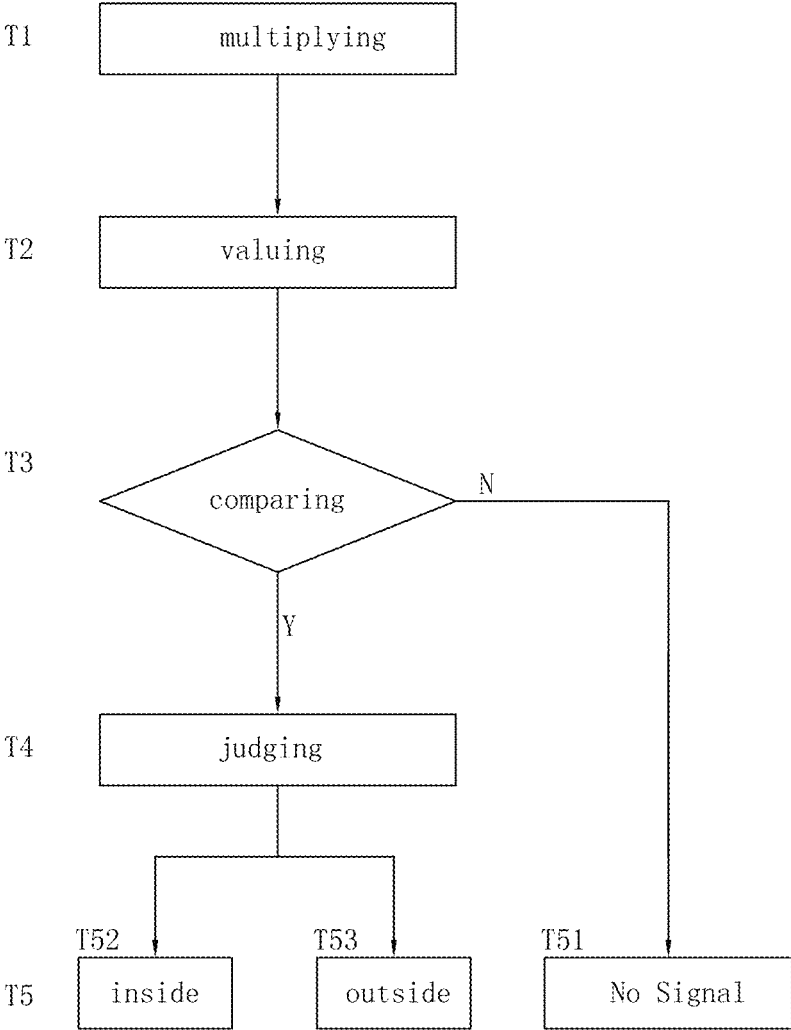 T1
multiplying
T2
valuing
T3
comparing
N
Y
T4
judging
T52
T53
T51
T5
inside
outside
No Signal